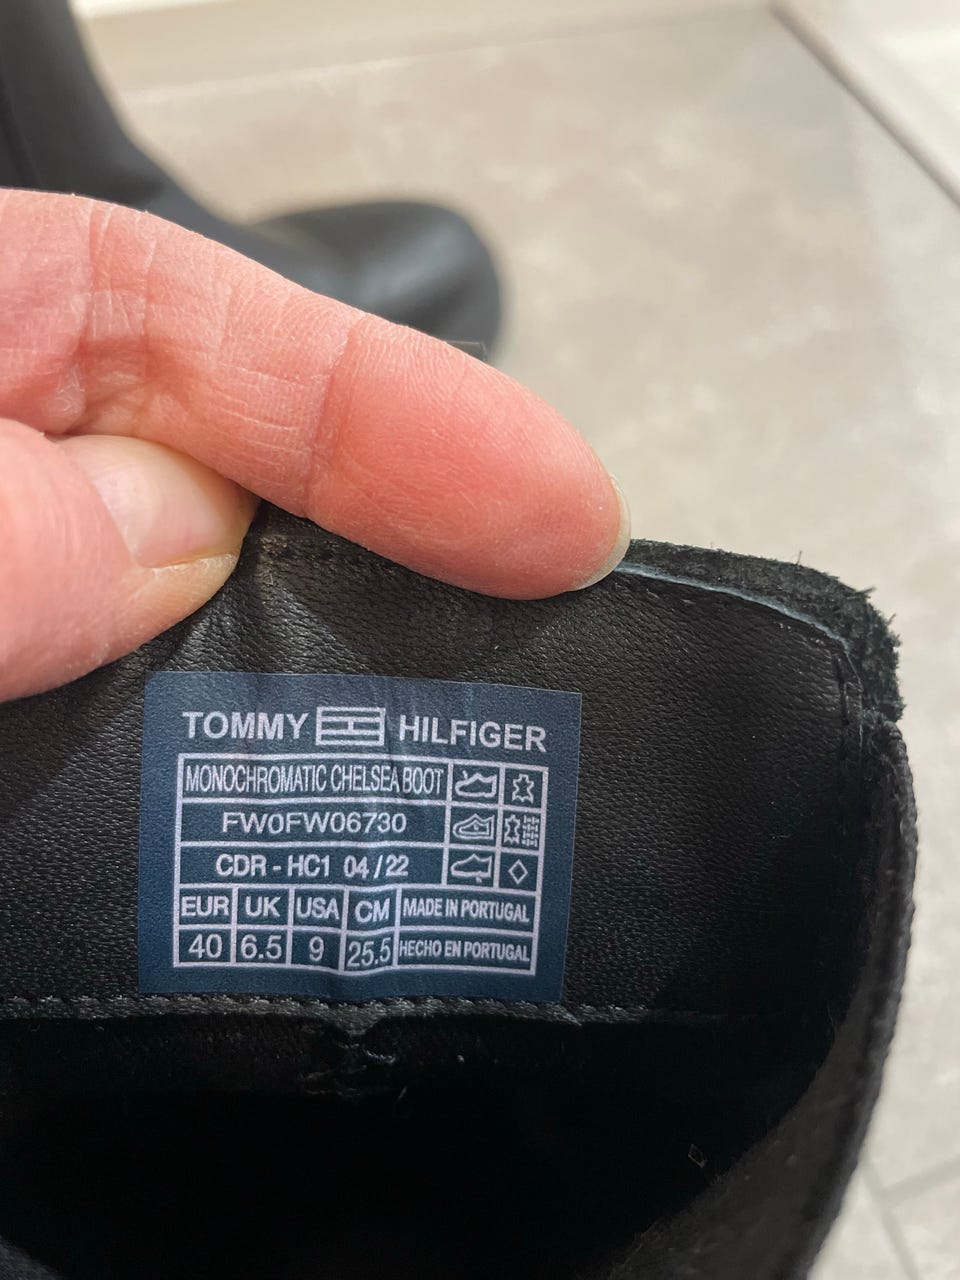 TOMMY HILFIGER
MONOCHROMATIC CHELSEA BOOT
FW0FW06730
CDR - HC1 04/22
EUR UK USA CM MADE IN PORTUGAL
40 6.5 9 25.5 HECHO EN PORTUGAL